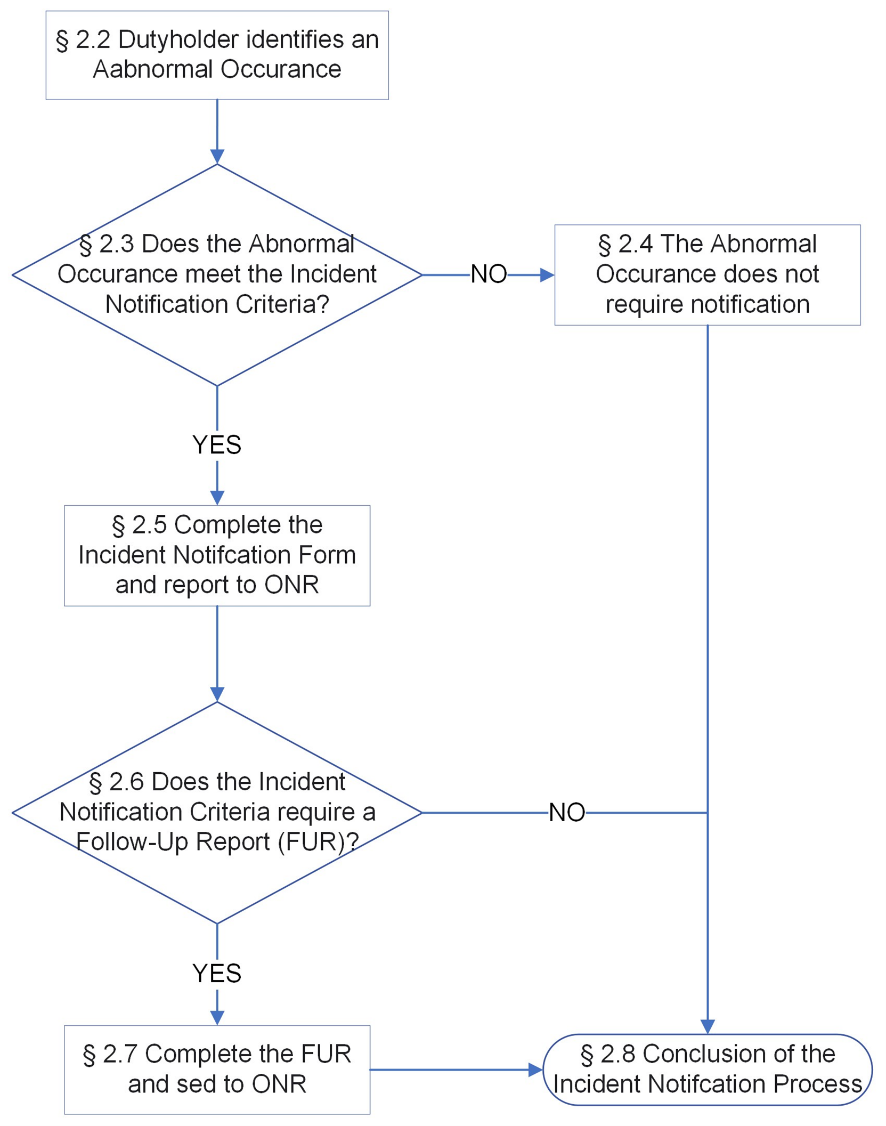 § 2.2 Dutyholder identifies an
Aabnormal Occurance
§ 2.3 Does the Abnormal
Occurance meet the Incident
Notification Criteria?
NO
§ 2.4 The Abnormal
Occurance does not
require notification
YES
§ 2.5 Complete the
Incident Notifcation Form
and report to ONR
§ 2.6 Does the Incident
Notification Criteria require a
Follow-Up Report (FUR)?
NO
YES
§ 2.7 Complete the FUR
and sed to ONR
§ 2.8 Conclusion of the
Incident Notifcation Process